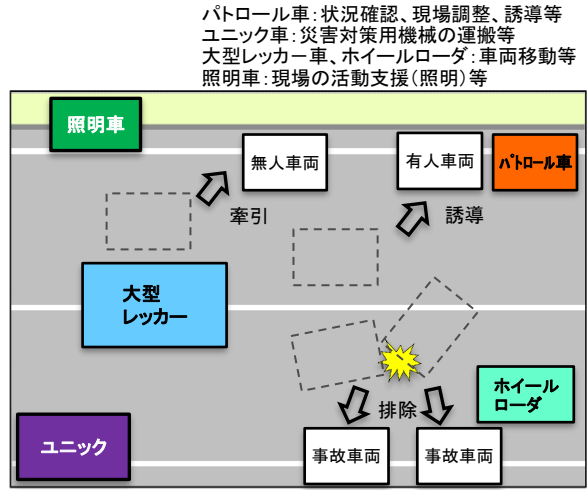 パトロール車：状況確認、現場調整、誘導等
ユニック車：災害対策用機械の運搬等
大型レッカー車、ホイールローダ：車両移動等
照明車：現場の活動支援（照明）等
照明車
無人車両
有人車両
パトロール車
牽引
誘導
大型
レッカー
ホイール
ローダ
排除
ユニック
事故車両
事故車両